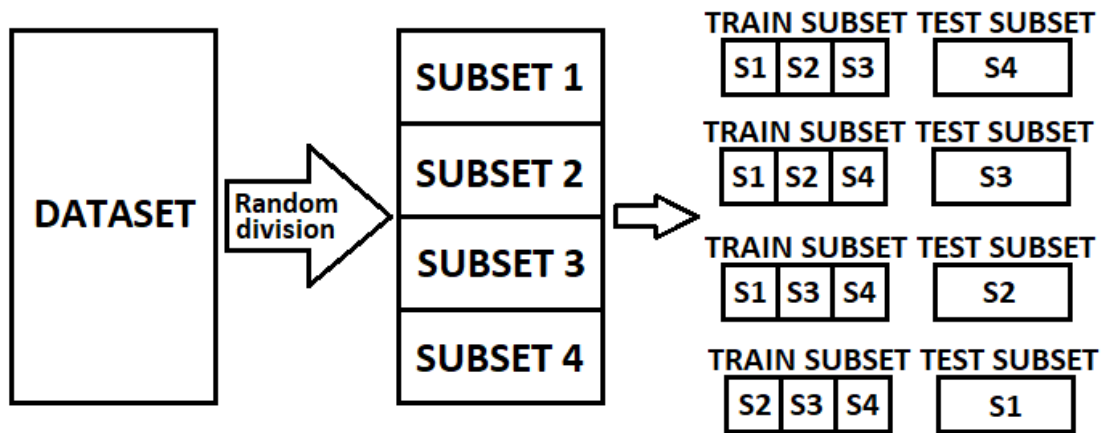 DATASET
Random
division
SUBSET 1
SUBSET 2
SUBSET 3
SUBSET 4
TRAIN SUBSET TEST SUBSET
S1 S2 S3 S4
TRAIN SUBSET TEST SUBSET
S1 S2 S4 S3
TRAIN SUBSET TEST SUBSET
S1 S3 S4 S2
TRAIN SUBSET TEST SUBSET
S2 S3 S4 S1